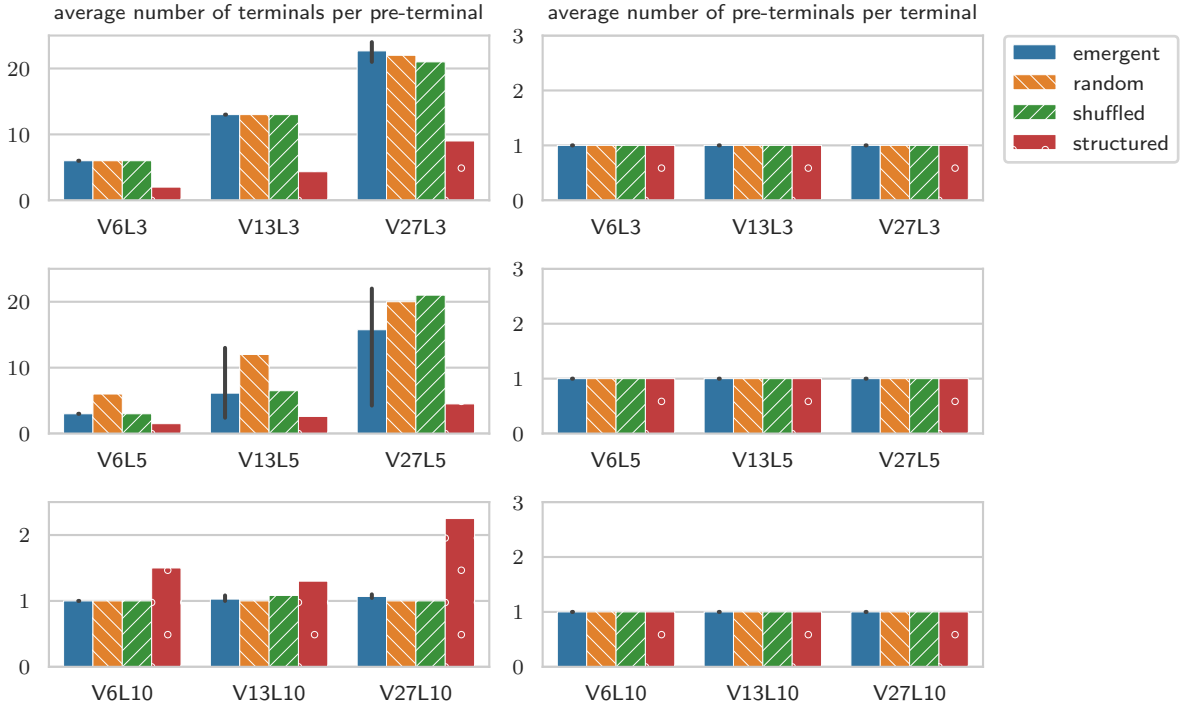 average number of terminals per pre-terminal
average number of pre-terminals per terminal
20
10
0
V6L3 V13L3 V27L3
3
2
1
0
V6L3 V13L3 V27L3
emergent
random
shuffled
structured
20
10
0
V6L5 V13L5 V27L5
3
2
1
0
V6L5 V13L5 V27L5
2
1
0
V6L10 V13L10 V27L10
3
2
1
0
V6L10 V13L10 V27L10